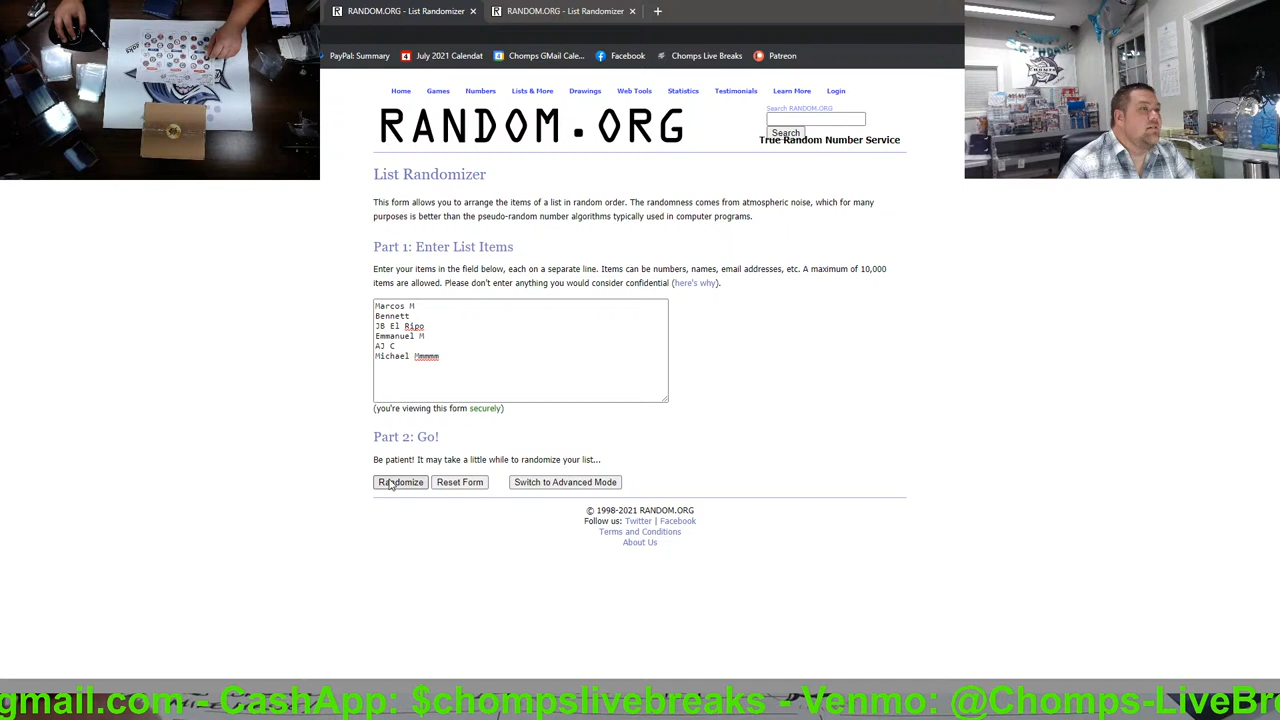 RANDOM.ORG - List Randomizer × RANDOM.ORG - List Randomizer × +
PayPal: Summary July 2021 Calendat Chomps GMail Cale... Facebook Chomps Live Breaks Patreon
Home Games Numbers Lists & More Drawings Web Tools Statistics Testimonials Learn More Login
Search RANDOM.ORG
RANDOM.ORG
Search
True Random Number Service
List Randomizer
This form allows you to arrange the items of a list in random order. The randomness comes from atmospheric noise, which for many
purposes is better than the pseudo-random number algorithms typically used in computer programs.
Part 1: Enter List Items
Enter your items in the field below, each on a separate line. Items can be numbers, names, email addresses, etc. A maximum of 10,000
items are allowed. Please don't enter anything you would consider confidential (here's why).
Marcos M
Bennett
JB El Ripo
Emmanuel M
AJ C
Michael Mmmmm
(you're viewing this form securely)
Part 2: Go!
Be patient! It may take a little while to randomize your list...
Randomize Reset Form Switch to Advanced Mode
© 1998-2021 RANDOM.ORG
Follow us: Twitter | Facebook
Terms and Conditions
About Us
gmail.com - CashApp: $chompslivebreaks - Venmo: @Chomps-LiveBre